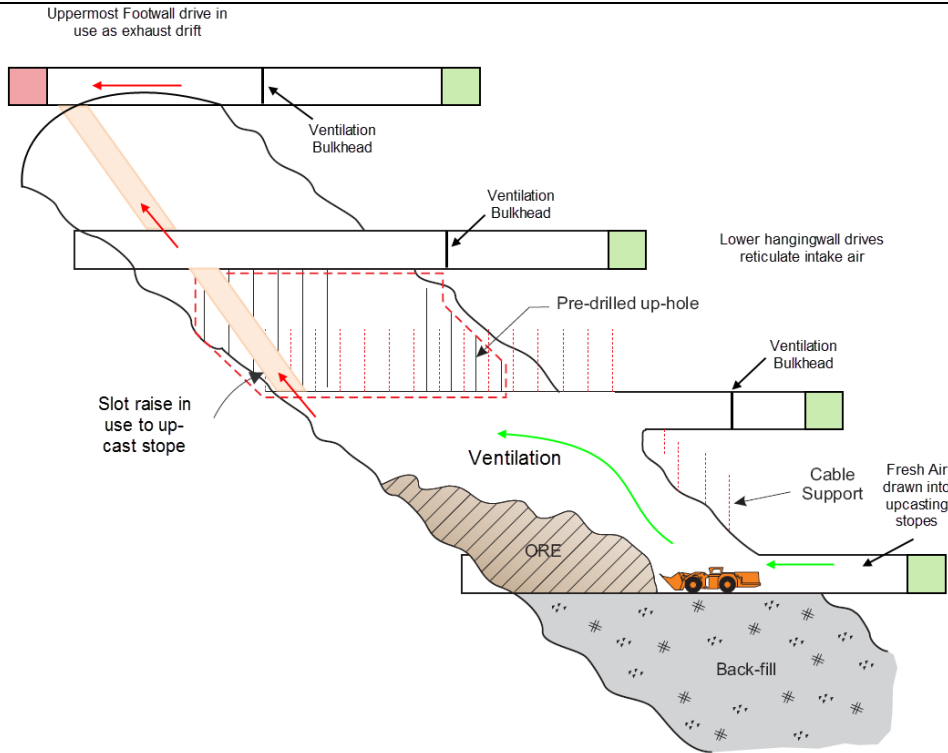 Uppermost Footwall drive in
use as exhaust drift
Ventilation
Bulkhead
Ventilation
Bulkhead
Lower hangingwall drives
reticulate intake air
Pre-drilled up-hole
Ventilation
Bulkhead
Slot raise in
use to up-
cast stope
Ventilation
Cable
Support
Fresh Air
drawn into
upcasting
stopes
ORE
Back-fill